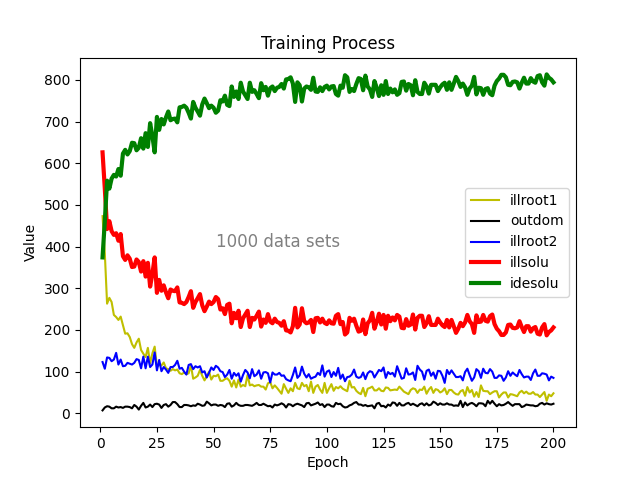 Training Process
Value
800
700
600
500
400
300
200
100
0
1000 data sets
illroot1
outdom
illroot2
illsolu
idesolu
0 25 50 75 100 125 150 175 200
Epoch